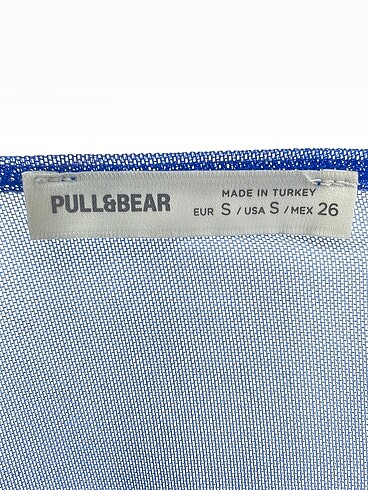 PULL&BEAR
MADE IN TURKEY
EUR S / USA S / MEX 26